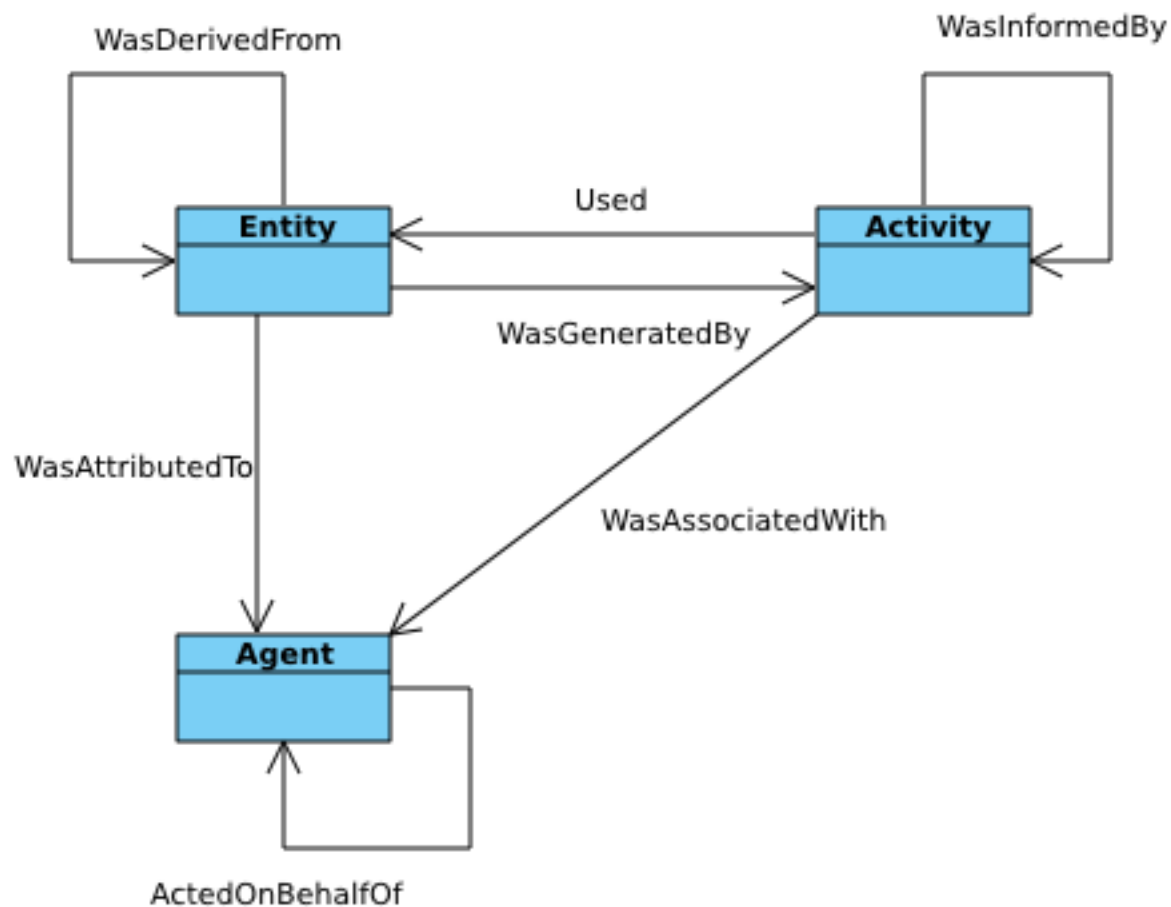 WasInformedBy
WasDerivedFrom
Used
Entity
Activity
WasGeneratedBy
WasAttributedTo
WasAssociatedWith
Agent
ActedOnBehalfOf